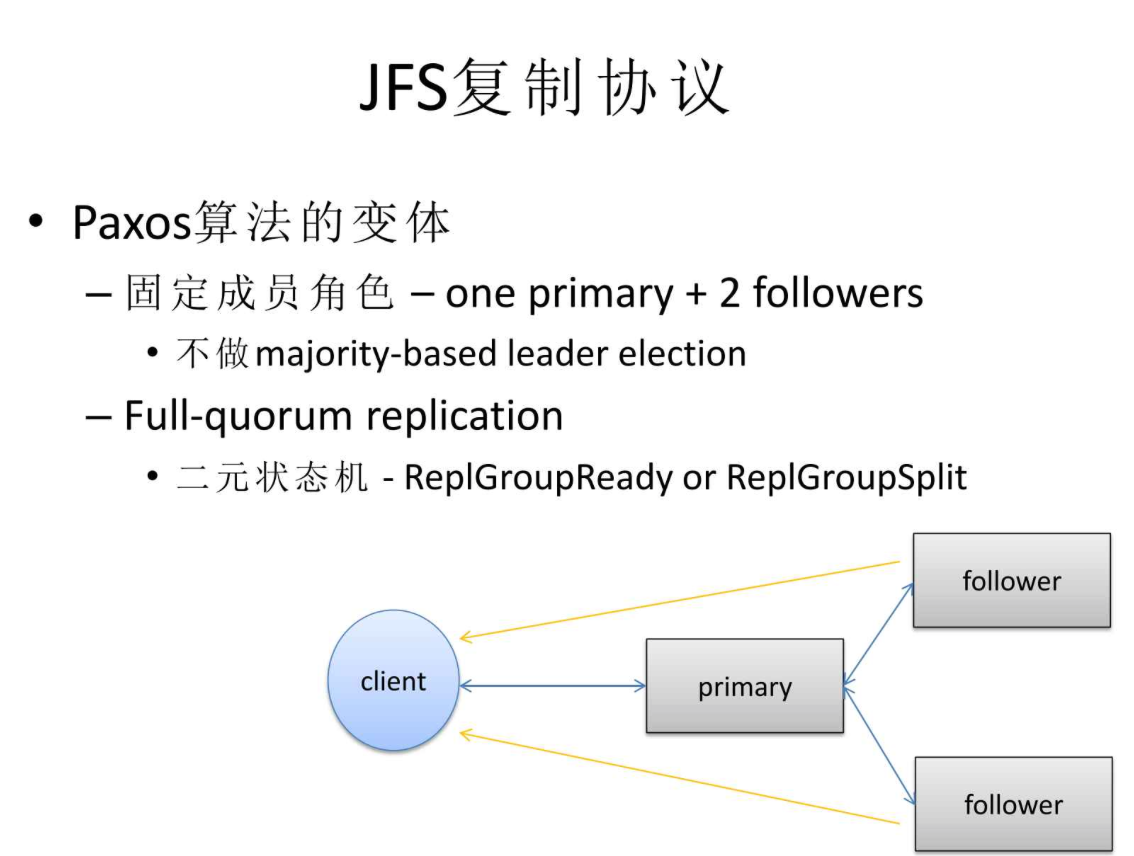 JFS复制协议
• Paxos算法的变体
– 固定成员角色 – one primary + 2 followers
• 不做majority-based leader election
– Full-quorum replication
• 二元状态机 - ReplGroupReady or ReplGroupSplit
follower
client
primary
follower